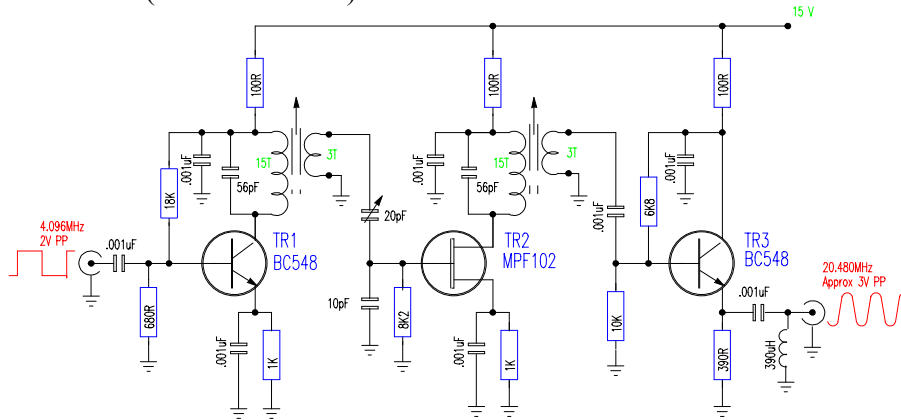 15 V
100R
100R
100R
.001uF
56pF
15T
3T
18K
.001uF
56pF
15T
3T
.001uF
6K8
.001uF
20pF
4.096MHz
2V PP
.001uF
TR1
BC548
TR2
MPF102
TR3
BC548
20.480MHz
Approx 3V PP
680R
10pF
8K2
10K
.001uF
.001uF
1K
.001uF
1K
390R
390uH